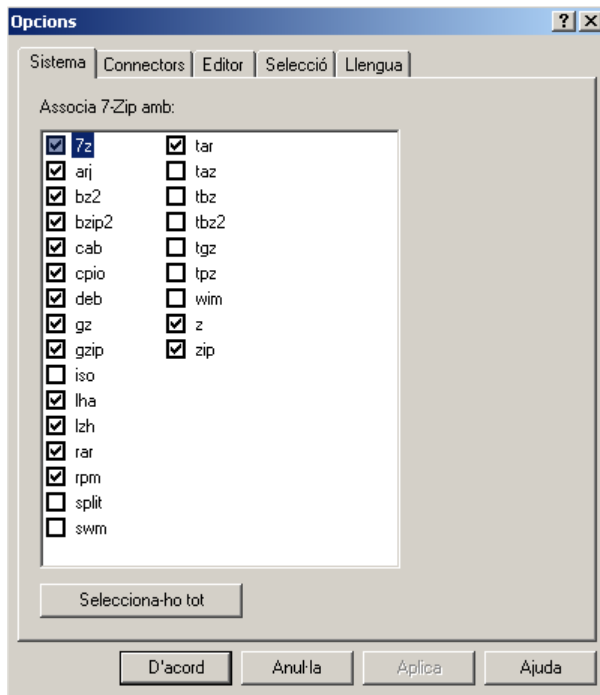 Opcions
Sistema Connectors Editor Selecció Llengua
Associa 7-Zip amb:
7z
arj
bz2
bzip2
cab
cpio
deb
gz
gzip
iso
lha
lzh
rar
rpm
split
swm
tar
taz
tbz
tbz2
tgz
tpz
wim
z
zip
Selecciona-ho tot
D'acord Anul·la Aplica Ajuda